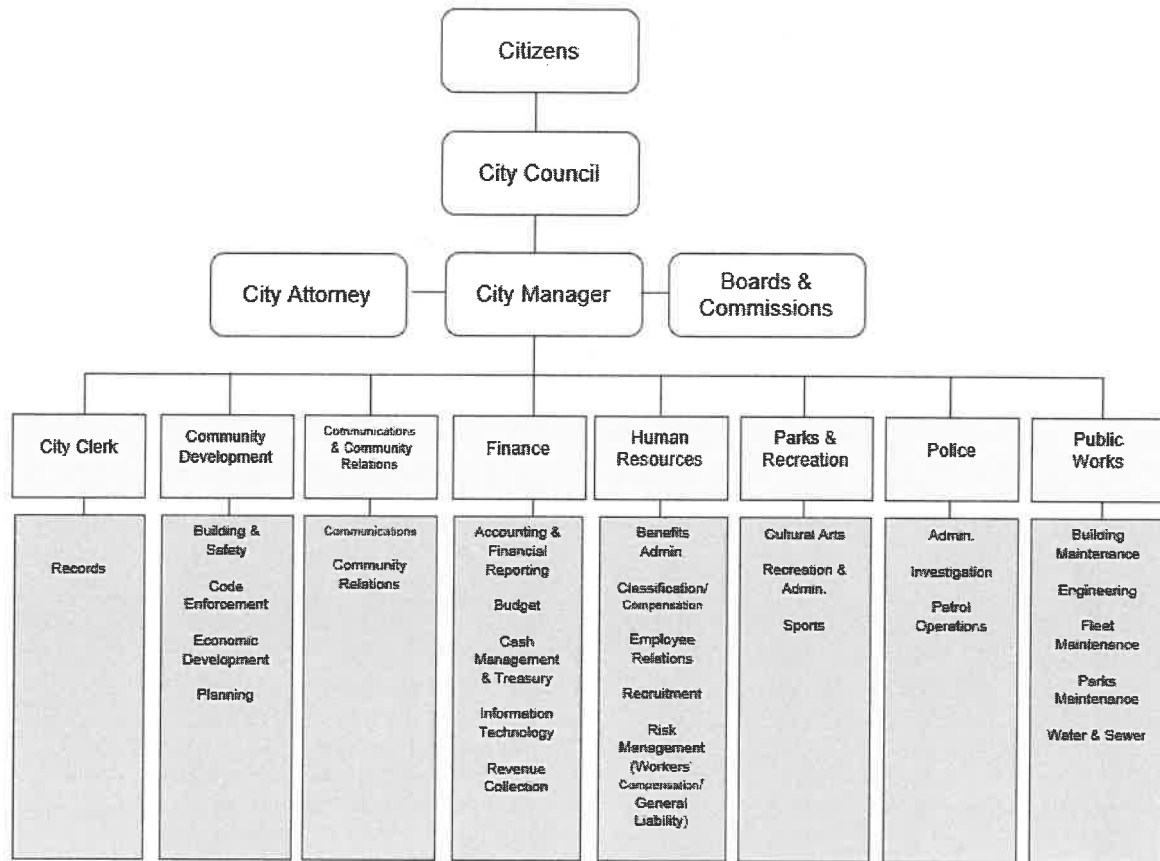 Citizens
City Council
City Attorney
City Manager
Boards &
Commissions
City Clerk
Community
Development
Communications
& Community
Relations
Finance
Human
Resources
Parks &
Recreation
Police
Public
Works
Records
Building &
Safety
Code
Enforcement
Economic
Development
Planning
Communications
Community
Relations
Accounting &
Financial
Reporting
Budget
Cash
Management
& Treasury
Information
Technology
Revenue
Collection
Benefits
Admin
Classification/
Compensation
Employee
Relations
Recruitment
Risk
Management
(Workers'
Compensation/
General
Liability)
Cultural Arts
Recreation &
Admin.
Sports
Admin.
Investigation
Patrol
Operations
Building
Maintenance
Engineering
Fleet
Maintenance
Parks
Maintenance
Water & Sewer